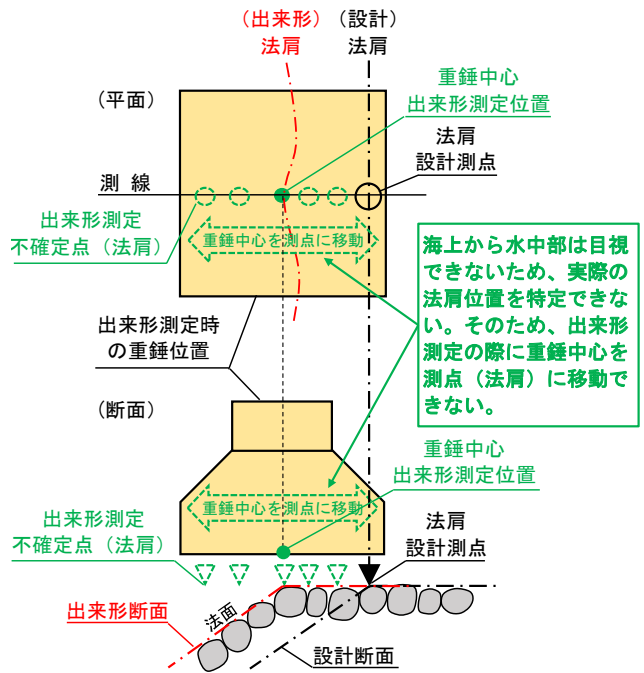 （出来形）（設計）
法肩
法肩
重錘中心
出来形測定位置
（平面）
法肩
設計測点
測 線
出来形測定
不確定点（法肩）
重錘中心を測点に移動
海上から水中部は目視
できないため、実際の
法肩位置を特定できな
い。そのため、出来形
測定の際に重錘中心を
測点（法肩）に移動で
きない。
出来形測定時
の重錘位置
（断面）
重錘中心
出来形測定位置
重錘中心を測点に移動
出来形測定
不確定点（法肩）
法肩
設計測点
出来形断面
法面
設計断面